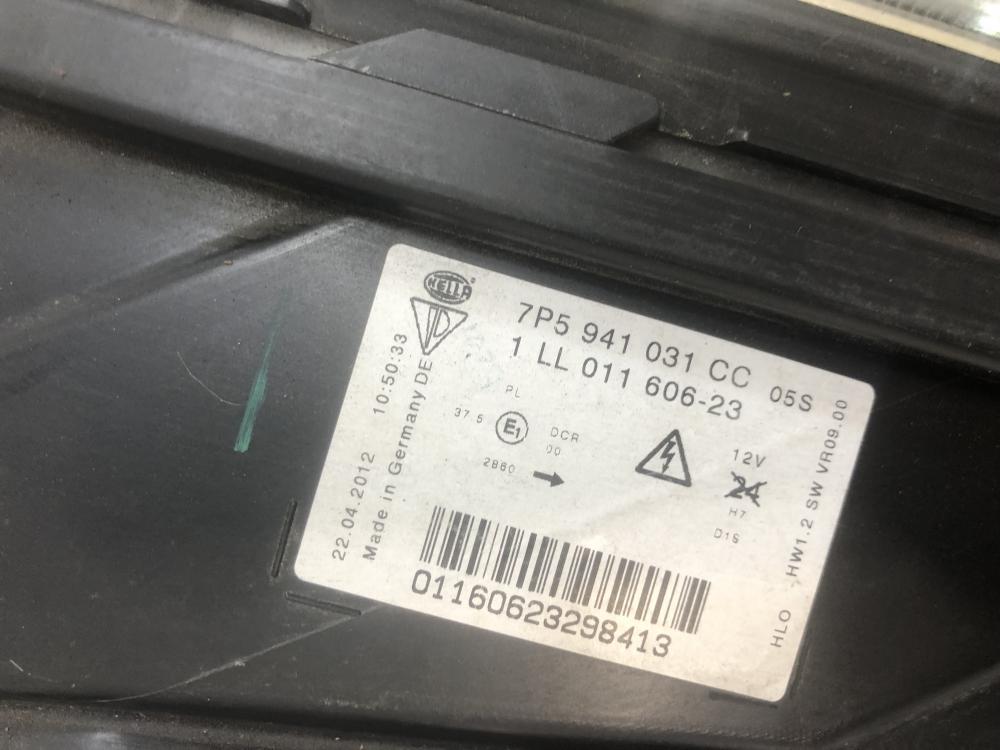 HELLA
7P5 941 031 CC 05S
1 LL 011 606-23
PL
37.5 E1 DCR
00
2860
12V
24
H7
D1S
01160623298413
22.04.2012 10:50:33
Made in Germany DE
HLO HW1.2 SW VR09.00